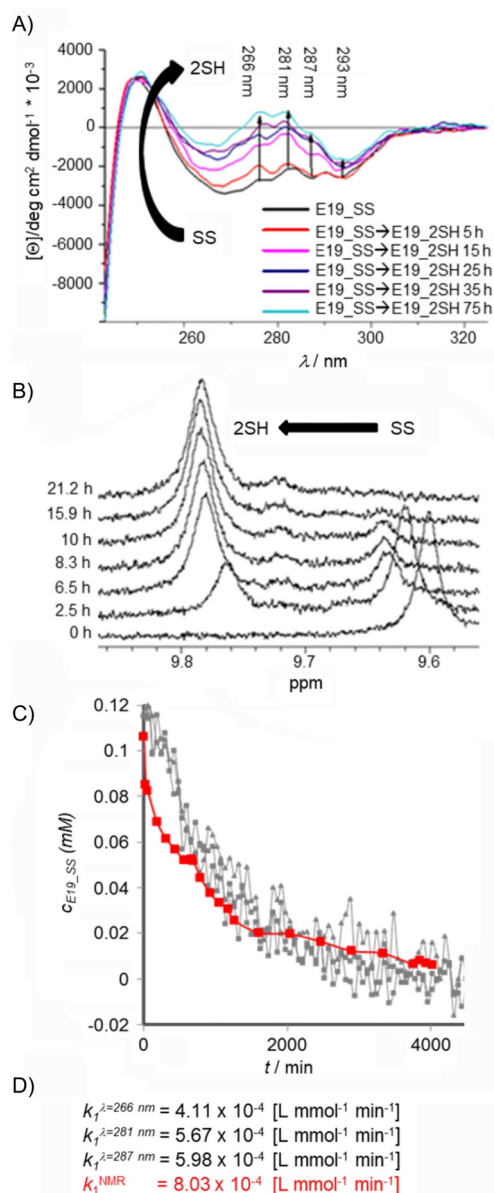 A)
4000
2000
0
-2000
-4000
-6000
-8000
[Θ]/deg cm2 dmol-1 * 10-3
2SH
SS
266 nm
281 nm
287 nm
293 nm
E19_SS
E19_SS→E19_2SH 5 h
E19_SS→E19_2SH 15 h
E19_SS→E19_2SH 25 h
E19_SS→E19_2SH 35 h
E19_SS→E19_2SH 75 h
260 280 300 320
λ / nm
B)
2SH SS
21.2 h
15.9 h
10 h
8.3 h
6.5 h
2.5 h
0 h
9.8 9.7 9.6
ppm
C)
0.12
0.1
0.08
0.06
0.04
0.02
0
-0.02
cE19_SS (mM)
0 2000 4000
t / min
D)
k1λ=266 nm = 4.11 x 10-4 [L mmol-1 min-1]
k1λ=281 nm = 5.67 x 10-4 [L mmol-1 min-1]
k1λ=287 nm = 5.98 x 10-4 [L mmol-1 min-1]
k1NMR = 8.03 x 10-4 [L mmol-1 min-1]